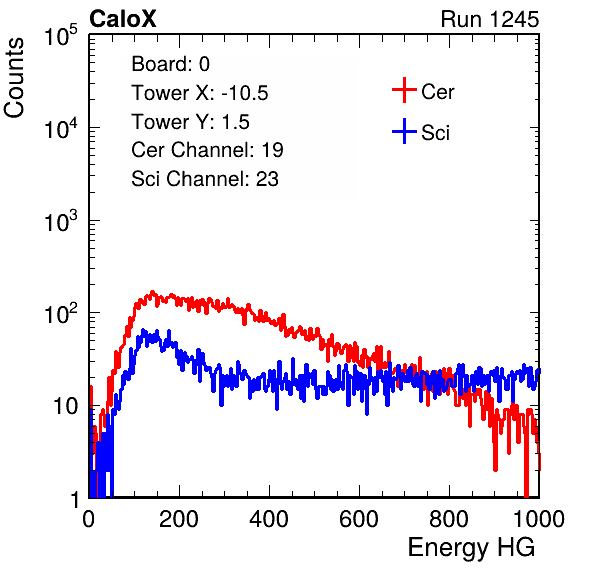 CaloX Run 1245
Counts
Board: 0
Tower X: -10.5
Tower Y: 1.5
Cer Channel: 19
Sci Channel: 23
Cer
Sci
10^5
10^4
10^3
10^2
10
1
0 200 400 600 800 1000
Energy HG